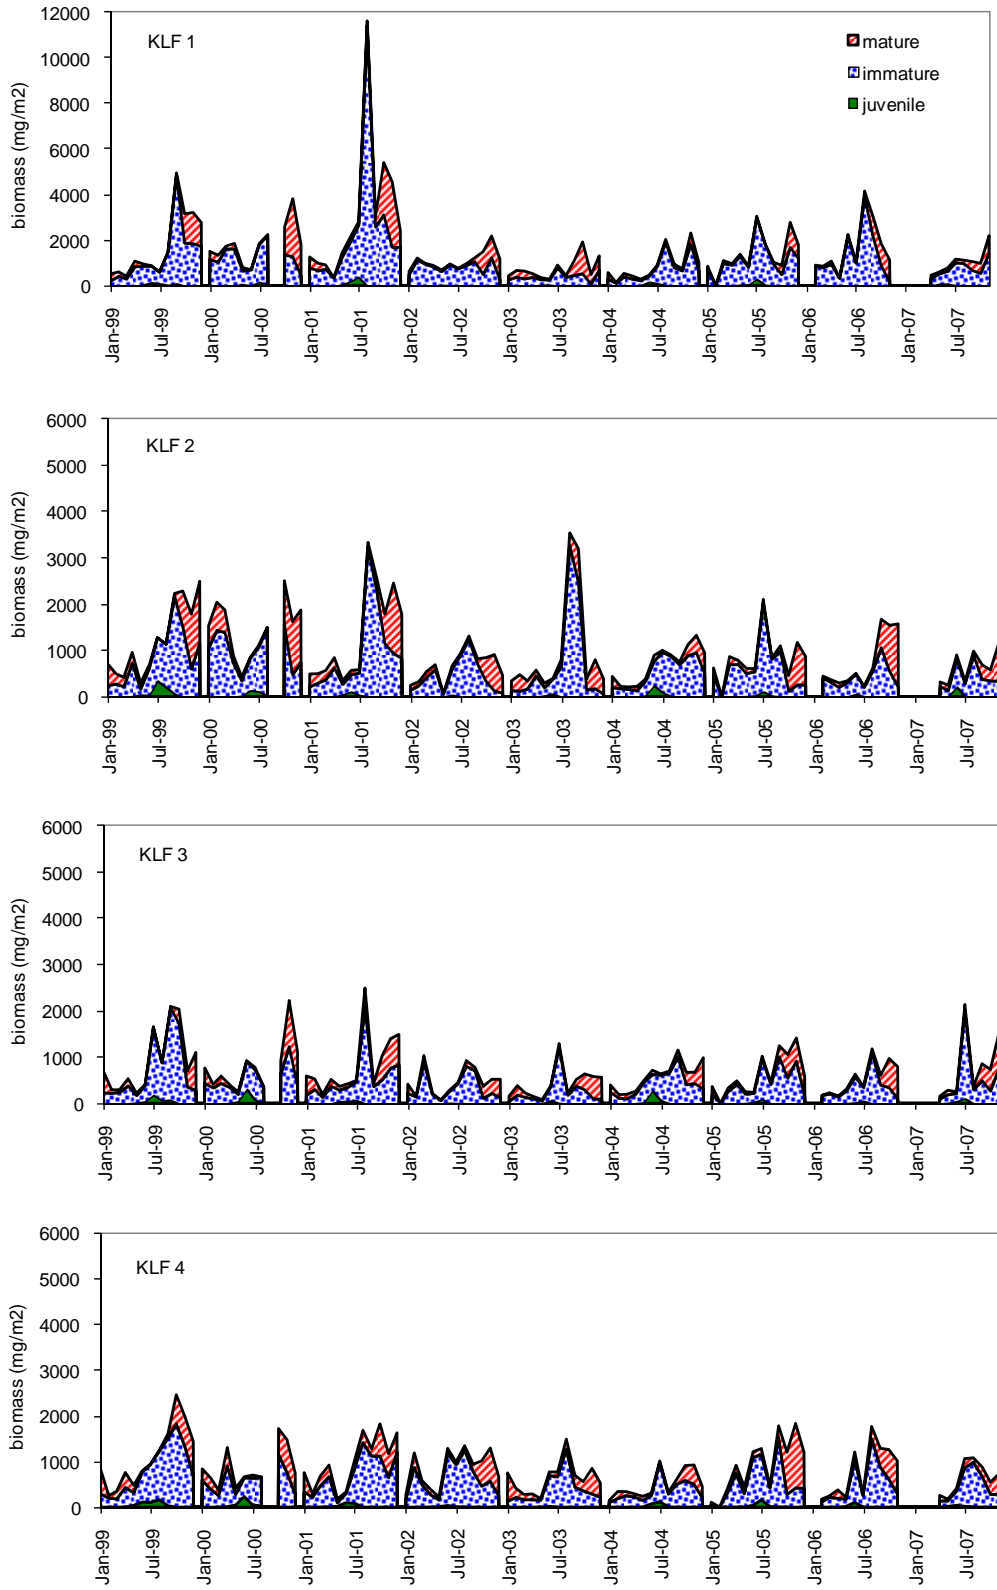 12000
KLF 1
mature
10000
immature
8000
juvenile
biomass (mg/m2)
6000
4000
2000
0
Jan-99
Jul-99
Jan-00
Jul-00
Jan-01
Jul-01
Jan-02
Jul-02
Jan-03
Jul-03
Jan-04
Jul-04
Jan-05
Jul-05
Jan-06
Jul-06
Jan-07
Jul-07
6000
KLF 2
5000
4000
biomass (mg/m2)
3000
2000
1000
0
Jan-99
Jul-99
Jan-00
Jul-00
Jan-01
Jul-01
Jan-02
Jul-02
Jan-03
Jul-03
Jan-04
Jul-04
Jan-05
Jul-05
Jan-06
Jul-06
Jan-07
Jul-07
6000
KLF 3
5000
4000
biomass (mg/m2)
3000
2000
1000
0
Jan-99
Jul-99
Jan-00
Jul-00
Jan-01
Jul-01
Jan-02
Jul-02
Jan-03
Jul-03
Jan-04
Jul-04
Jan-05
Jul-05
Jan-06
Jul-06
Jan-07
Jul-07
6000
KLF 4
5000
4000
biomass (mg/m2)
3000
2000
1000
0
Jan-99
Jul-99
Jan-00
Jul-00
Jan-01
Jul-01
Jan-02
Jul-02
Jan-03
Jul-03
Jan-04
Jul-04
Jan-05
Jul-05
Jan-06
Jul-06
Jan-07
Jul-07